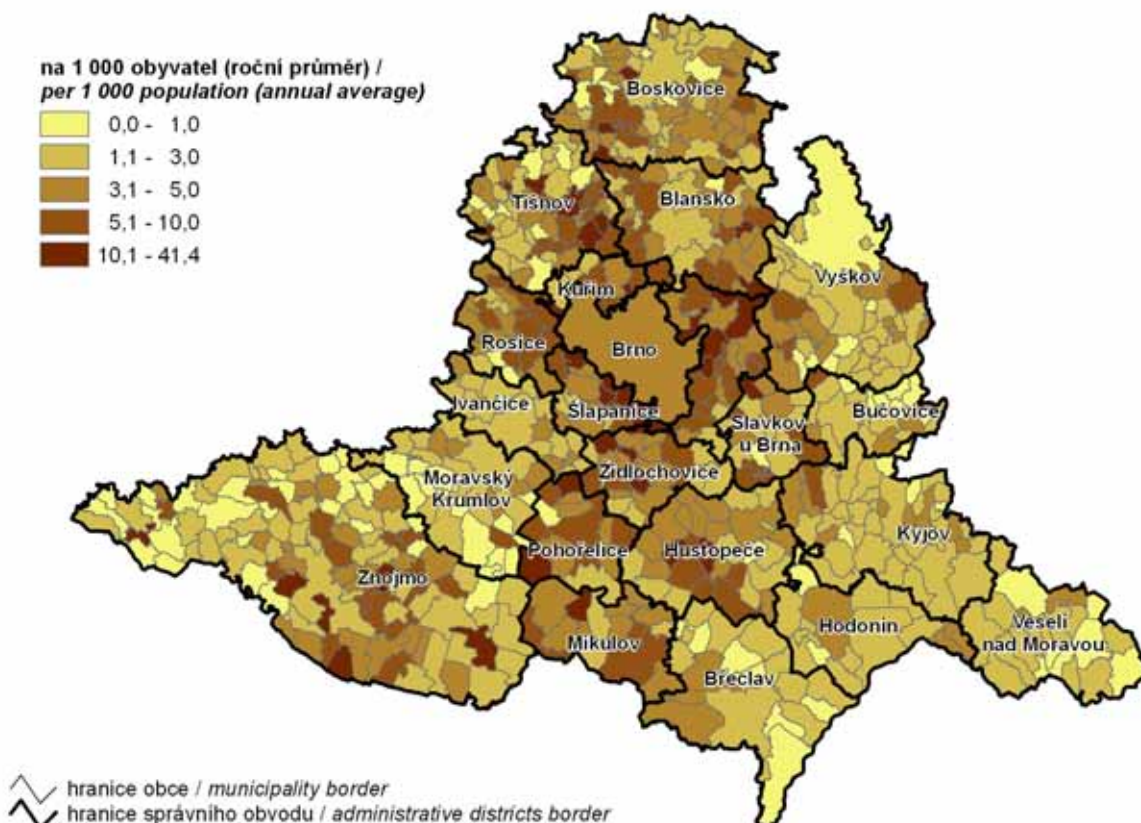 na 1 000 obyvatel (roční průměr) /
per 1 000 population (annual average)
0,0 - 1,0
1,1 - 3,0
3,1 - 5,0
5,1 - 10,0
10,1 - 41,4
Boskovice
Tišnov
Blansko
Vyškov
Kuřim
Rosice
Brno
Ivančice
Šlapanice
Slavkov
u Brna
Bučovice
Židlochovice
Moravský
Krumlov
Pohořelice
Hustopeče
Kyjov
Znojmo
Mikulov
Hodonín
Veselí
nad Moravou
Břeclav
hranice obce / municipality border
hranice správního obvodu / administrative districts border